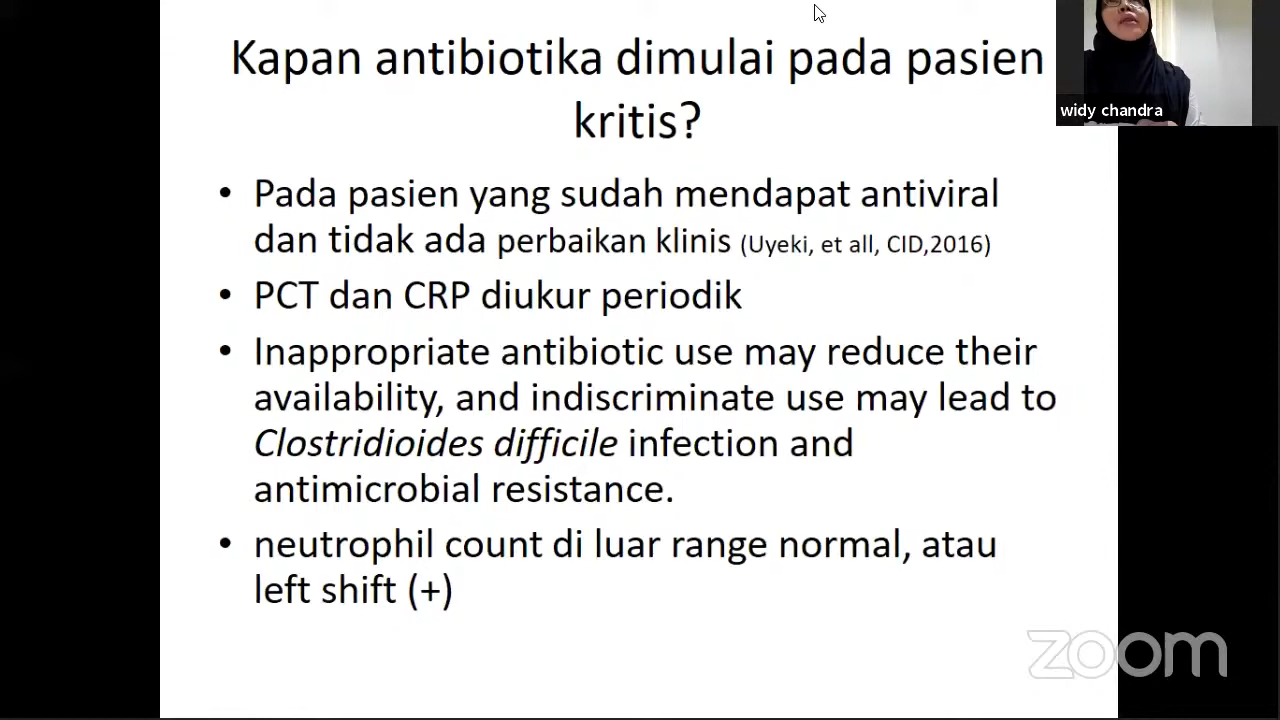 Kapan antibiotika dimulai pada pasien
kritis?
widy chandra
• Pada pasien yang sudah mendapat antiviral
dan tidak ada perbaikan klinis (Uyeki, et all, CID,2016)
• PCT dan CRP diukur periodik
• Inappropriate antibiotic use may reduce their
availability, and indiscriminate use may lead to
Clostridioides difficile infection and
antimicrobial resistance.
• neutrophil count di luar range normal, atau
left shift (+)
zoom